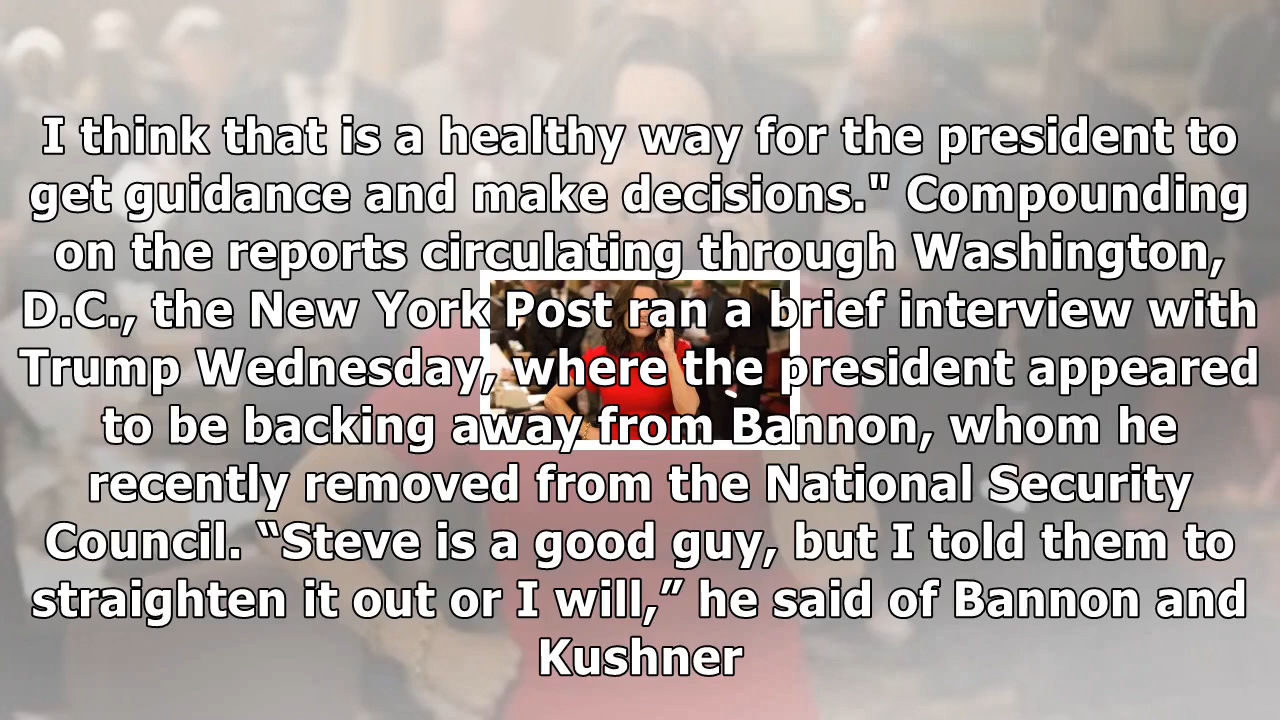 I think that is a healthy way for the president to
get guidance and make decisions." Compounding
on the reports circulating through Washington,
D.C., the New York Post ran a brief interview with
Trump Wednesday, where the president appeared
to be backing away from Bannon, whom he
recently removed from the National Security
Council. “Steve is a good guy, but I told them to
straighten it out or I will,” he said of Bannon and
Kushner